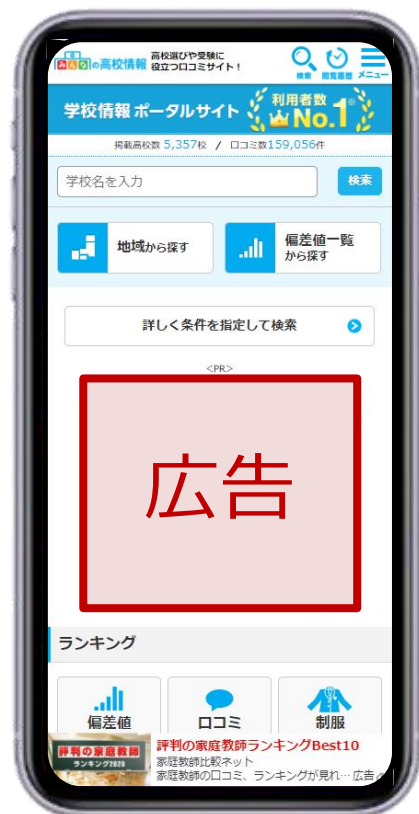 みんなの高校情報
高校選びや受験に
役立つ口コミサイト!
検索 閲覧履歴 メニュー
学校情報 ポータルサイト
利用者数
No.1※
掲載高校数 5,357校 / 口コミ数159,056件
学校名を入力
検索
地域から探す
偏差値一覧
から探す
詳しく条件を指定して検索
<PR>
広告
ランキング
偏差値
口コミ
制服
評判の家庭教師
ランキング2020
評判の家庭教師ランキングBest10
家庭教師比較ネット
家庭教師の口コミ、ランキングが見れ… 広告